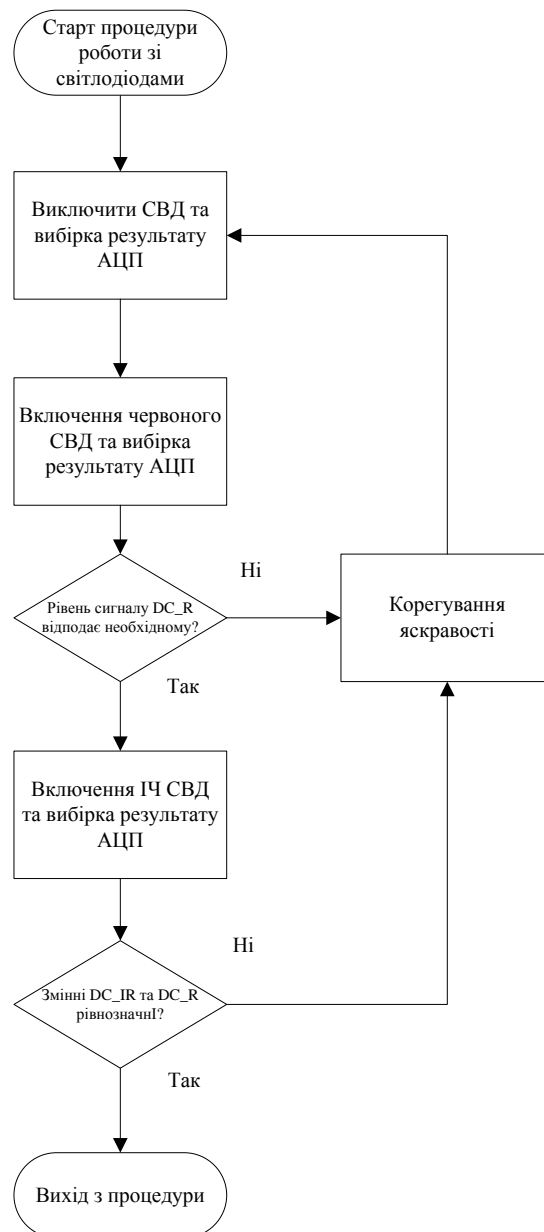 Старт процедури
роботи зі
світлодіодами
Виключити СВД та
вибірка результату
АЦП
Включення червоного
СВД та вибірка
результату АЦП
Рівень сигналу DC_R
відподає необхідному?
Ні
Корегування
яскравості
Так
Включення ІЧ СВД
та вибірка результату
АЦП
Змінні DC_IR та DC_R
рівнозначнІ?
Ні
Так
Вихід з процедури